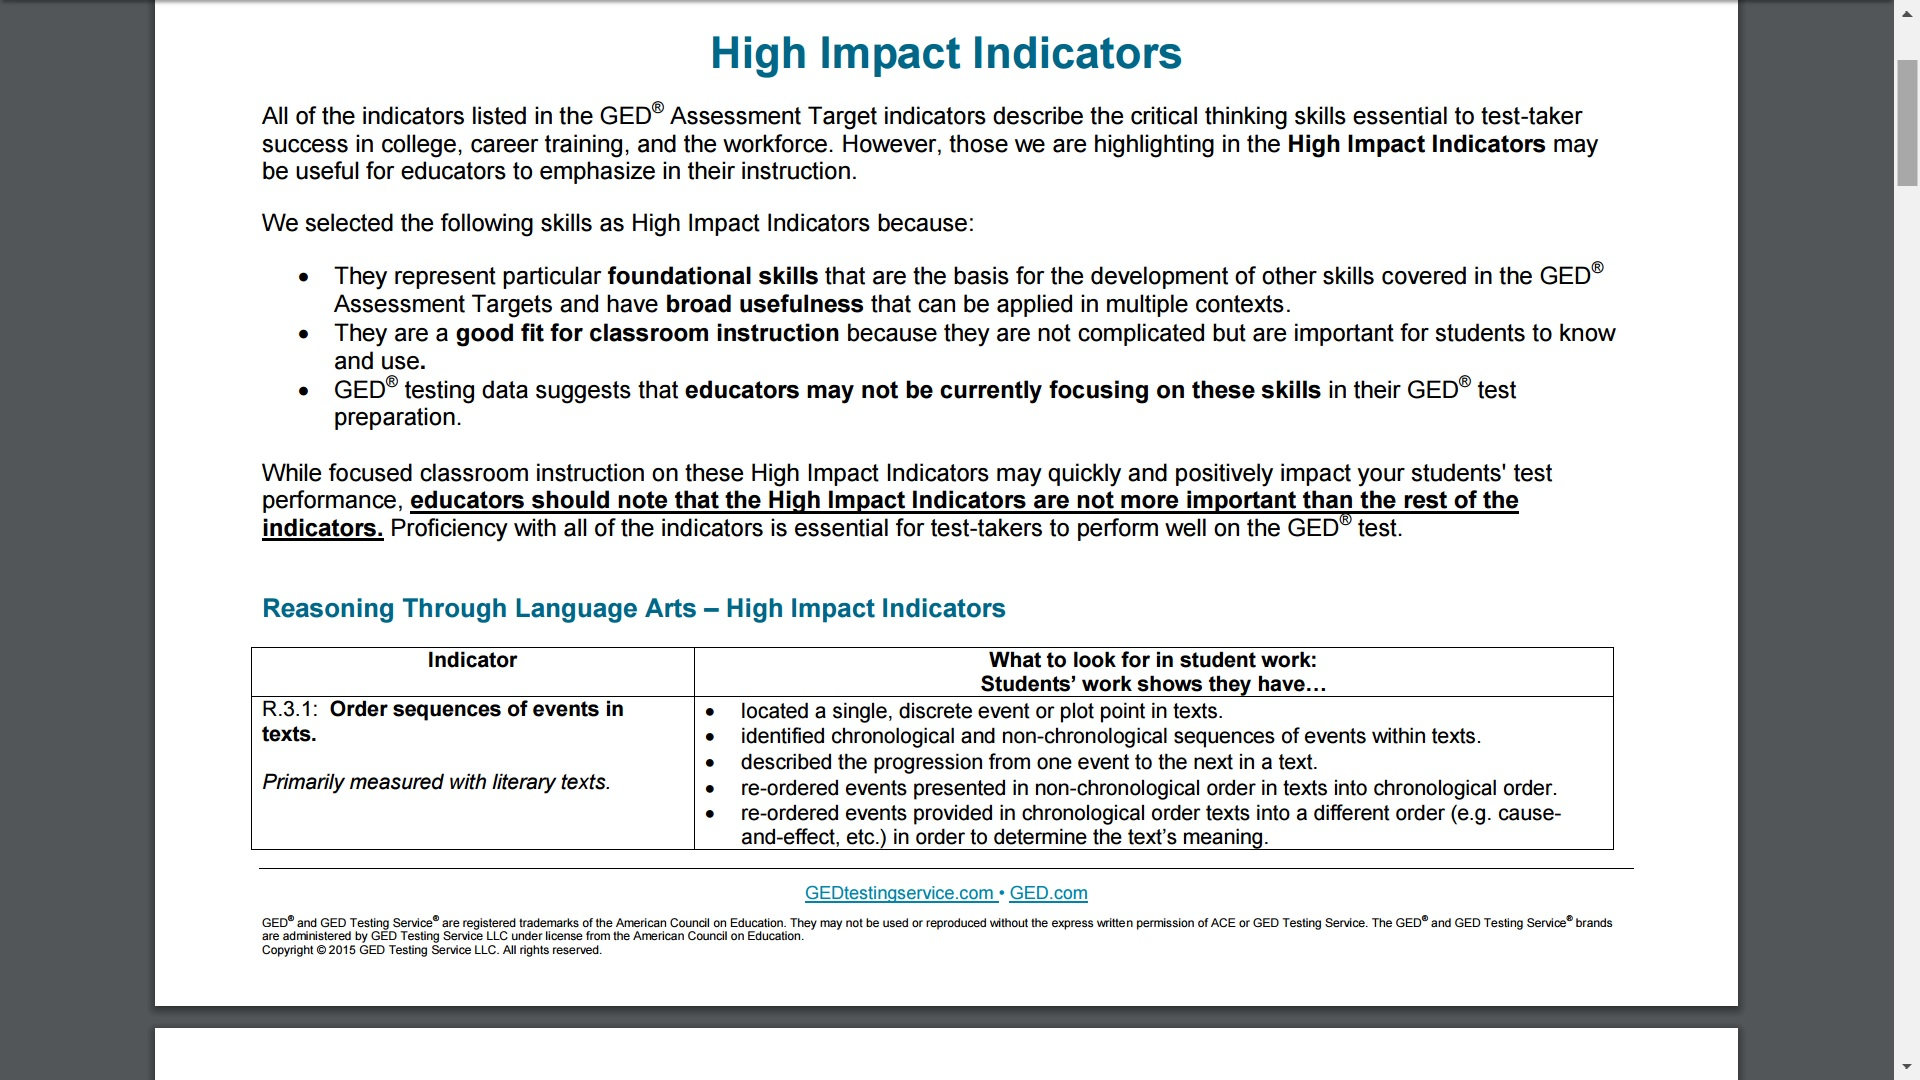 High Impact Indicators
All of the indicators listed in the GED® Assessment Target indicators describe the critical thinking skills essential to test-taker
success in college, career training, and the workforce. However, those we are highlighting in the High Impact Indicators may
be useful for educators to emphasize in their instruction.
We selected the following skills as High Impact Indicators because:
• They represent particular foundational skills that are the basis for the development of other skills covered in the GED®
Assessment Targets and have broad usefulness that can be applied in multiple contexts.
• They are a good fit for classroom instruction because they are not complicated but are important for students to know
and use.
• GED® testing data suggests that educators may not be currently focusing on these skills in their GED® test
preparation.
While focused classroom instruction on these High Impact Indicators may quickly and positively impact your students' test
performance, educators should note that the High Impact Indicators are not more important than the rest of the
indicators. Proficiency with all of the indicators is essential for test-takers to perform well on the GED® test.
Reasoning Through Language Arts – High Impact Indicators
Indicator
What to look for in student work:
Students’ work shows they have…
R.3.1: Order sequences of events in
texts.
Primarily measured with literary texts.
• located a single, discrete event or plot point in texts.
• identified chronological and non-chronological sequences of events within texts.
• described the progression from one event to the next in a text.
• re-ordered events presented in non-chronological order in texts into chronological order.
• re-ordered events provided in chronological order texts into a different order (e.g. cause-
and-effect, etc.) in order to determine the text’s meaning.
GEDtestingservice.com • GED.com
GED® and GED Testing Service® are registered trademarks of the American Council on Education. They may not be used or reproduced without the express written permission of ACE or GED Testing Service. The GED® and GED Testing Service® brands
are administered by GED Testing Service LLC under license from the American Council on Education.
Copyright © 2015 GED Testing Service LLC. All rights reserved.